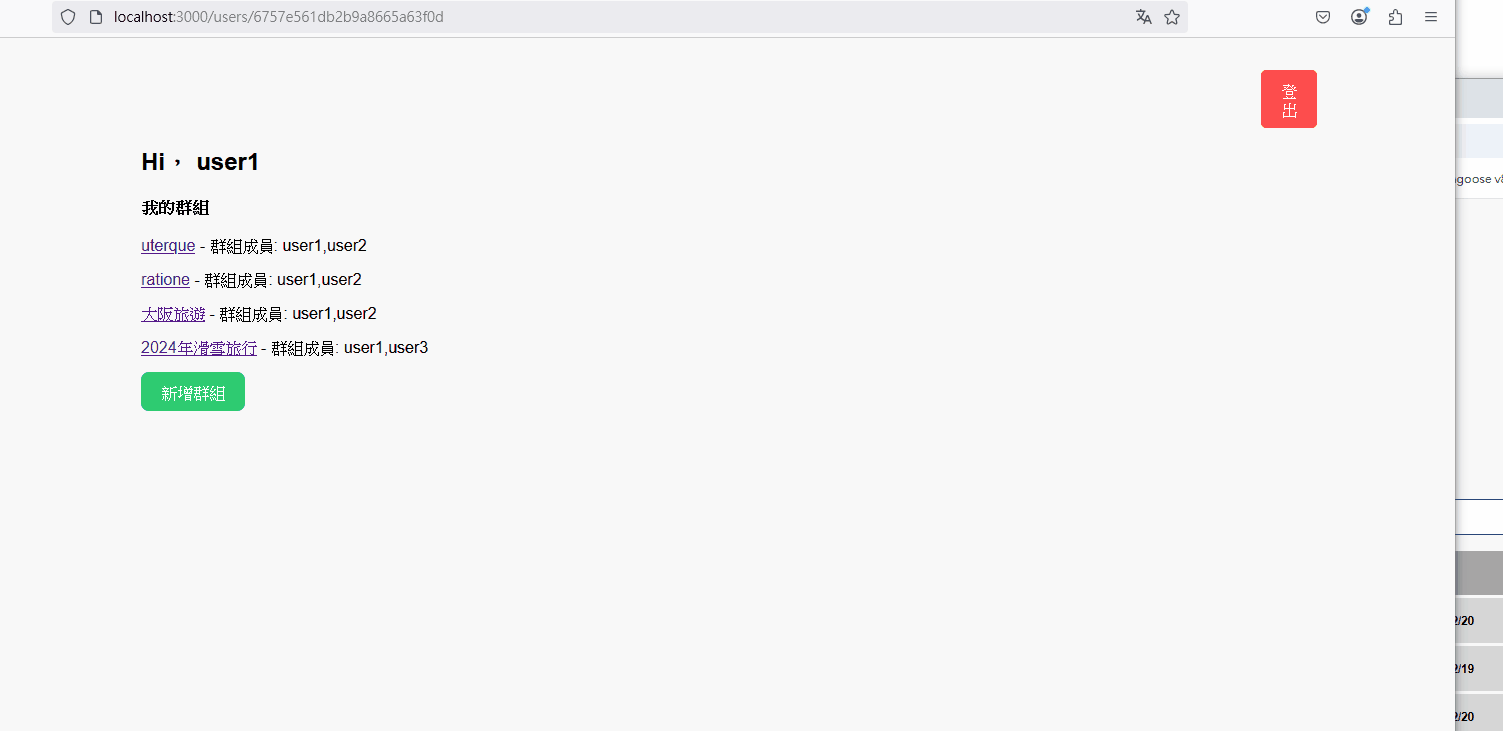 localhost:3000/users/6757e561db2b9a8665a63f0d
登
出
Hi， user1
我的群組
uterque - 群組成員: user1,user2
ratione - 群組成員: user1,user2
大阪旅遊 - 群組成員: user1,user2
2024年滑雪旅行 - 群組成員: user1,user3
新增群組
goose
2/20
2/19
2/20